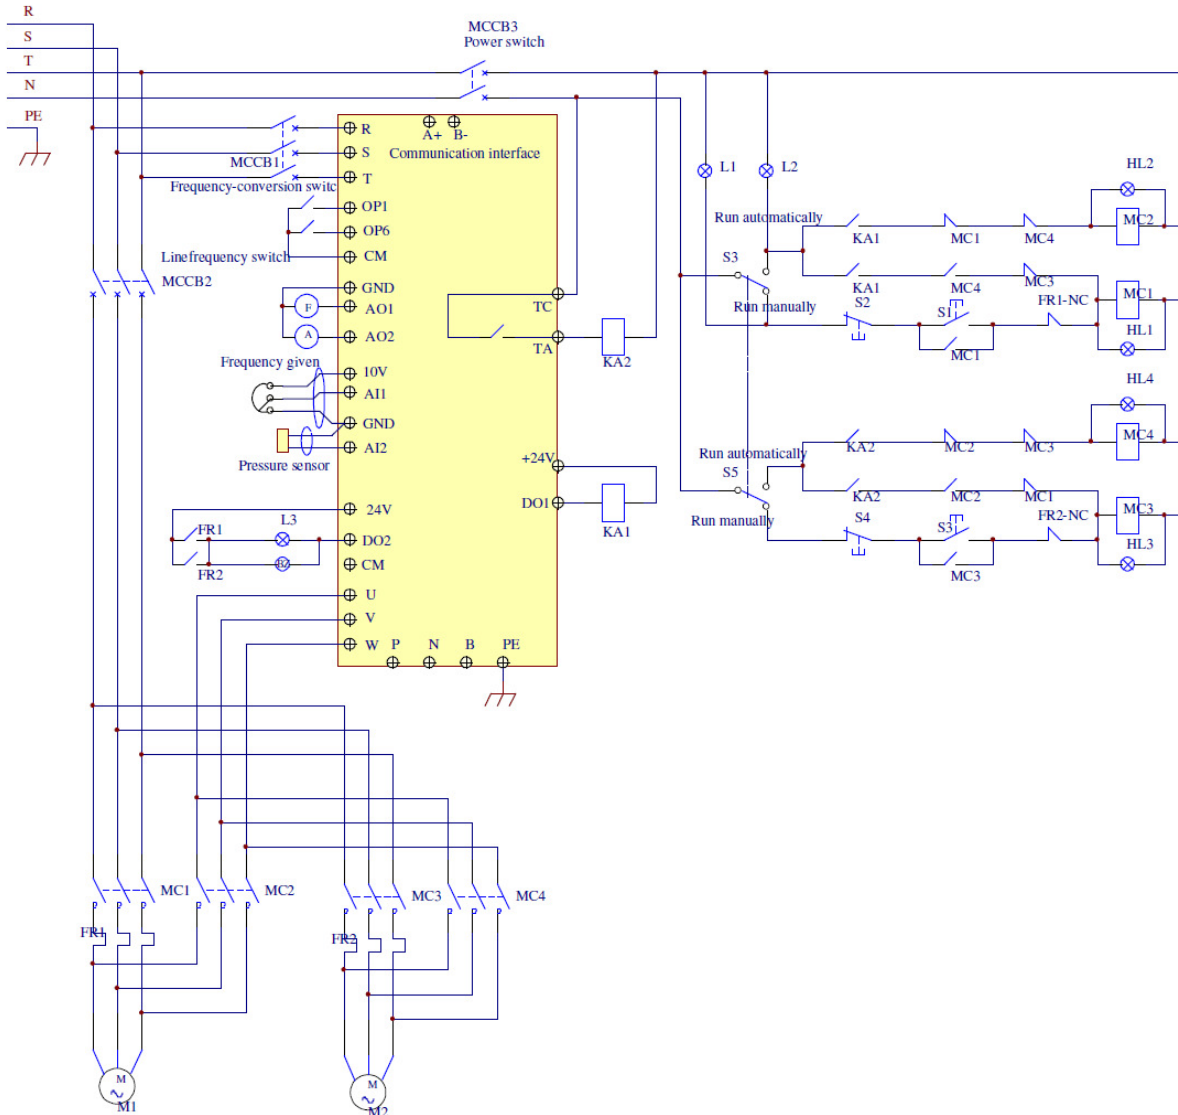 R
MCCB3
S
Power switch
T
N
PE
R
A+ B-
S
Communication interface
MCCB1
T
Frequency-conversion switc
OP1
OP6
Linefrequency switch
CM
MCCB2
GND
F
AO1
A
AO2
Frequency given
10V
AI1
GND
AI2
Pressure sensor
24V
FR1
L3
DO2
BZ
FR2
CM
U
V
W
P
N
B
PE
TC
TA
KA2
+24V
DO1
KA1
L1
L2
HL2
Run automatically
KA1
MC1
MC4
MC2
S3
KA1
MC4
MC3
MC1
Run manually
S2
S1
FR1-NC
MC1
HL1
HL4
KA2
MC2
MC3
MC4
Run automatically
S5
KA2
MC2
MC1
MC3
Run manually
S4
S3
FR2-NC
MC3
HL3
MC1
MC2
MC3
MC4
FR1
FR2
M
M1
M
M2